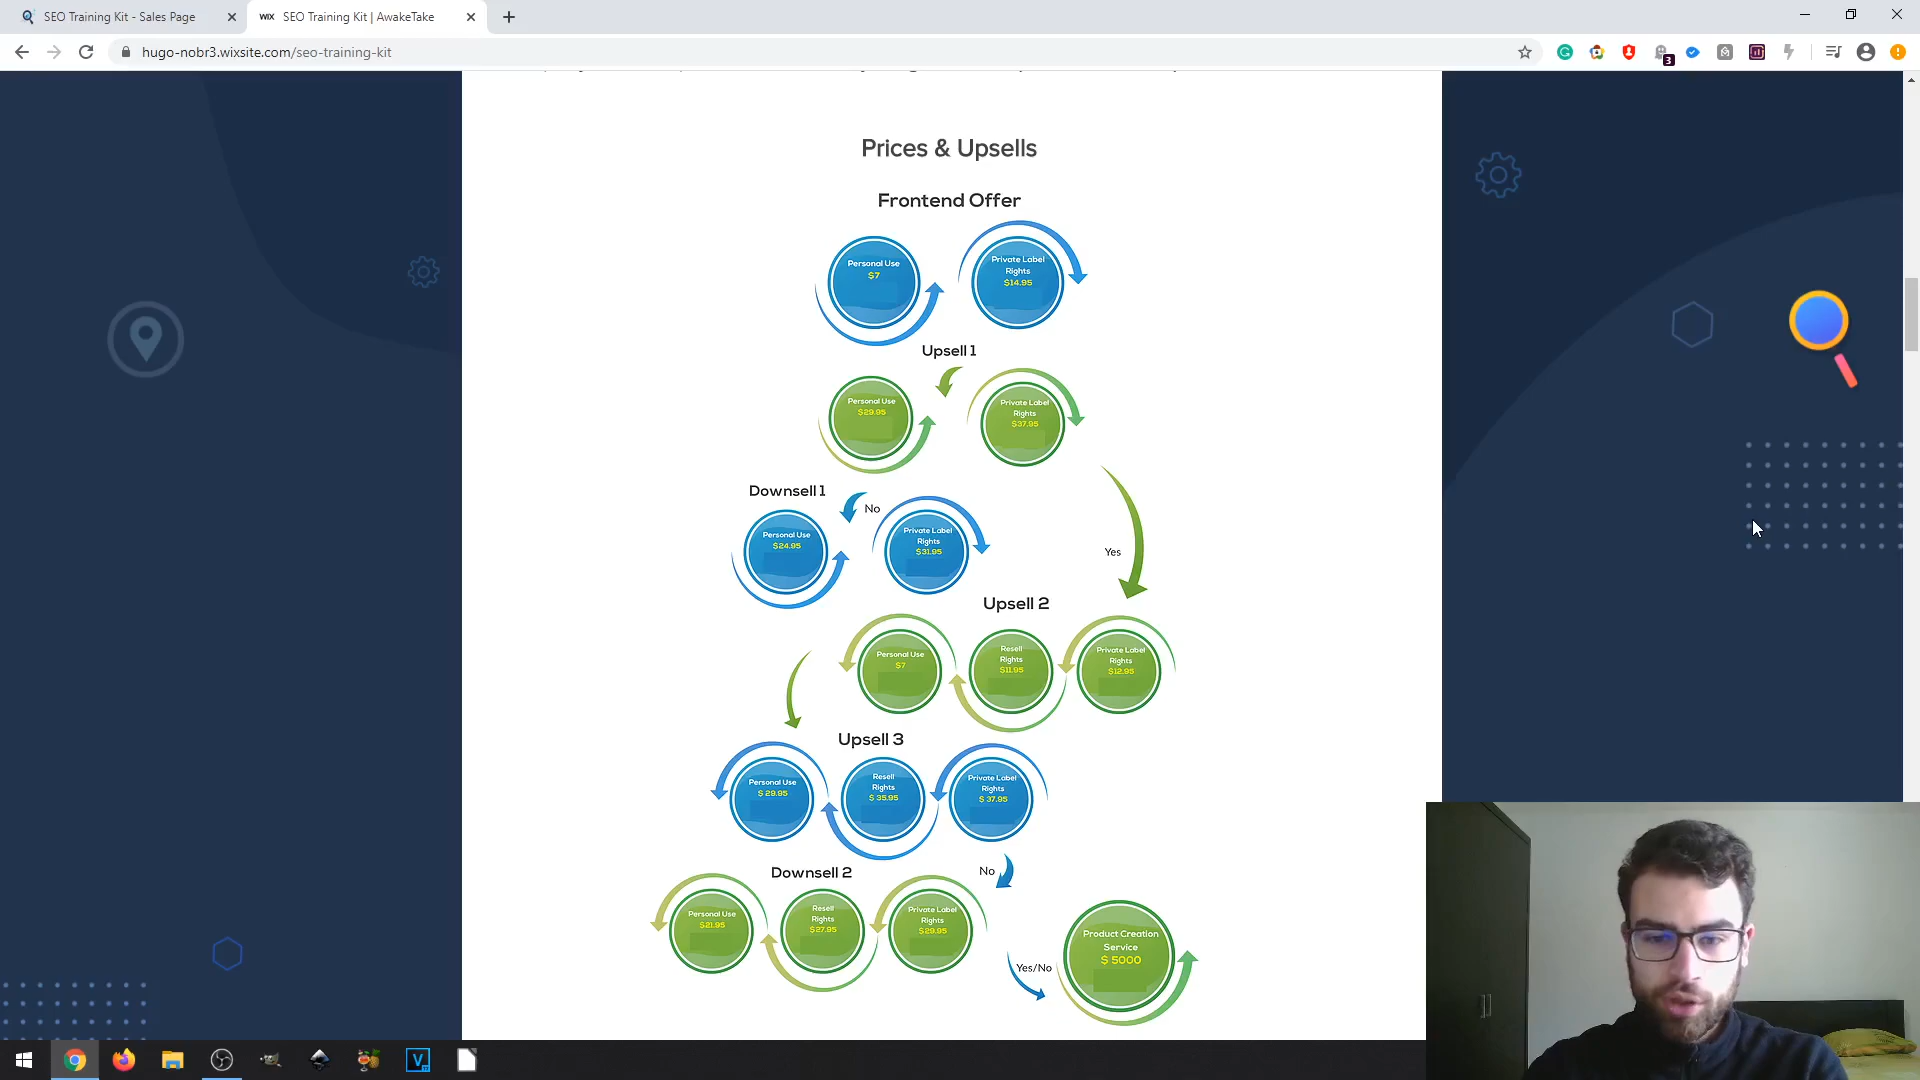 SEO Training Kit - Sales Page
WiX SEO Training Kit | AwakeTake
hugo-nobr3.wixsite.com/seo-training-kit
3
Prices & Upsells
Frontend Offer
Personal Use
$7
Private Label
Rights
$14.95
Upsell 1
Personal Use
$29.95
Private Label
Rights
$37.95
Downsell 1
No
Personal Use
$24.95
Private Label
Rights
$31.95
Yes
Upsell 2
Personal Use
$7
Resell
Rights
$11.95
Private Label
Rights
$12.95
Upsell 3
Personal Use
$ 29.95
Resell
Rights
$ 35.95
Private Label
Rights
$ 37.95
Downsell 2
No
Personal Use
$21.95
Resell
Rights
$27.95
Private Label
Rights
$29.95
Yes/No
Product Creation
Service
$ 5000
V